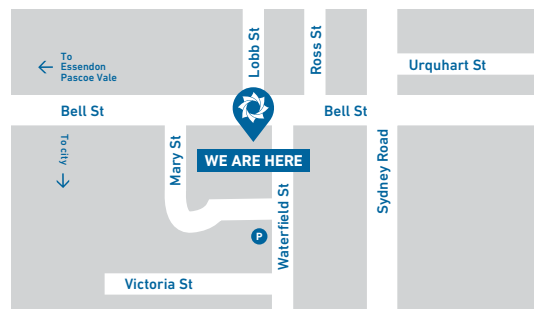 Lobb St
Ross St
To
Essendon
Pascoe Vale
Urquhart St
Bell St
Bell St
To city
Mary St
WE ARE HERE
Sydney Road
Waterfield St
P
Victoria St